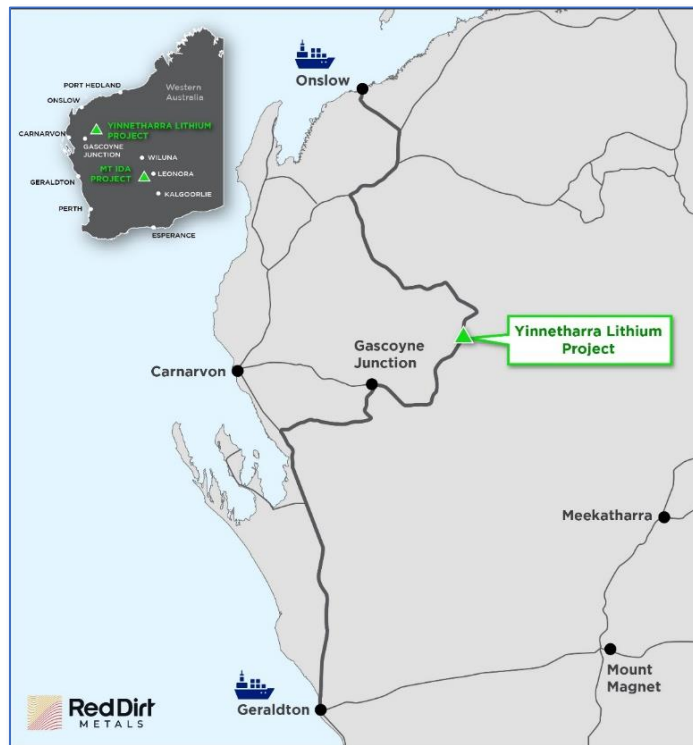 PORT HEDLAND
Western
Australia
ONSLOW
YINNETHARRA LITHIUM
PROJECT
CARNARVON
GASCOYNE
JUNCTION
WILUNA
MT IDA
PROJECT
LEONORA
GERALDTON
KALGOORLIE
PERTH
ESPERANCE
Onslow
Yinnetharra Lithium
Project
Gascoyne
Junction
Carnarvon
Meekatharra
Mount
Magnet
Geraldton
RedDirt
METALS